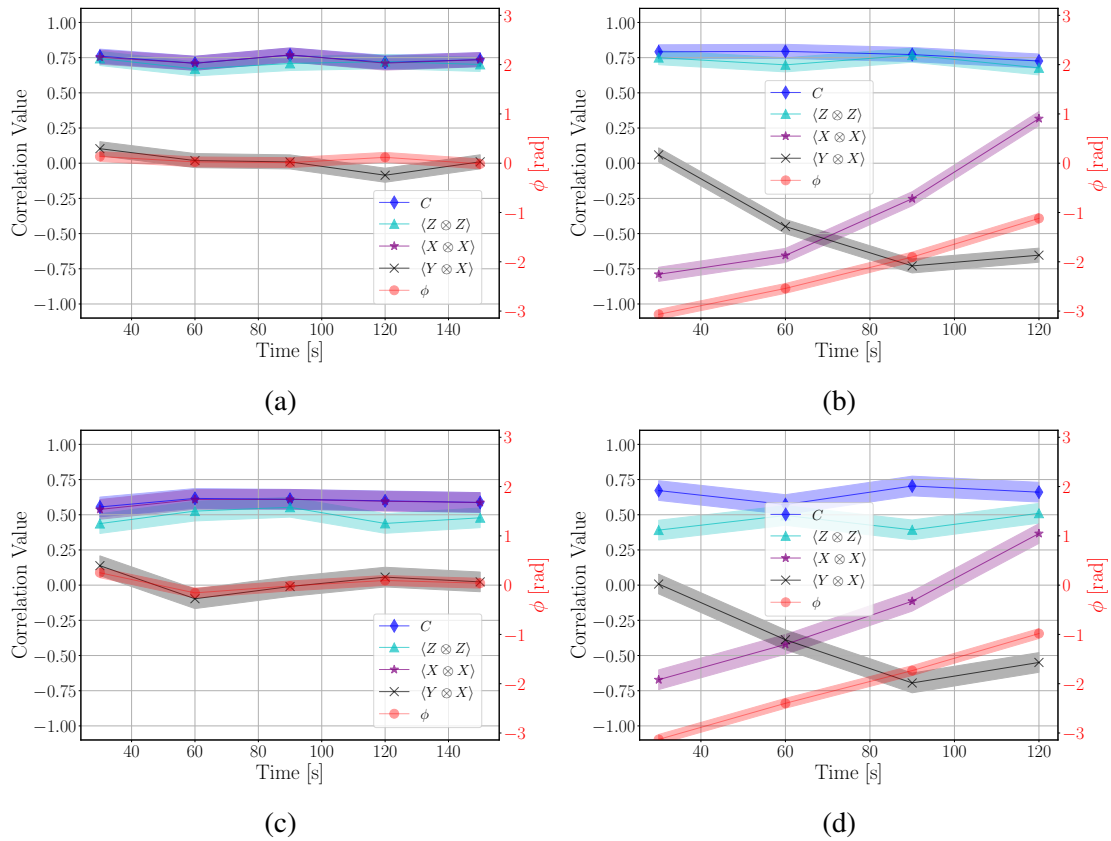 1.00
0.75
0.50
0.25
0.00
−0.25
−0.50
−0.75
−1.00
Correlation Value
40 60 80 100 120 140
Time [s]
3
2
1
0
−1
−2
−3
ϕ [rad]
C
⟨Z ⊗ Z⟩
⟨X ⊗ X⟩
⟨Y ⊗ X⟩
ϕ
(a)
1.00
0.75
0.50
0.25
0.00
−0.25
−0.50
−0.75
−1.00
Correlation Value
40 60 80 100 120
Time [s]
3
2
1
0
−1
−2
−3
ϕ [rad]
C
⟨Z ⊗ Z⟩
⟨X ⊗ X⟩
⟨Y ⊗ X⟩
ϕ
(b)
1.00
0.75
0.50
0.25
0.00
−0.25
−0.50
−0.75
−1.00
Correlation Value
40 60 80 100 120 140
Time [s]
3
2
1
0
−1
−2
−3
ϕ [rad]
C
⟨Z ⊗ Z⟩
⟨X ⊗ X⟩
⟨Y ⊗ X⟩
ϕ
(c)
1.00
0.75
0.50
0.25
0.00
−0.25
−0.50
−0.75
−1.00
Correlation Value
40 60 80 100 120
Time [s]
3
2
1
0
−1
−2
−3
ϕ [rad]
C
⟨Z ⊗ Z⟩
⟨X ⊗ X⟩
⟨Y ⊗ X⟩
ϕ
(d)